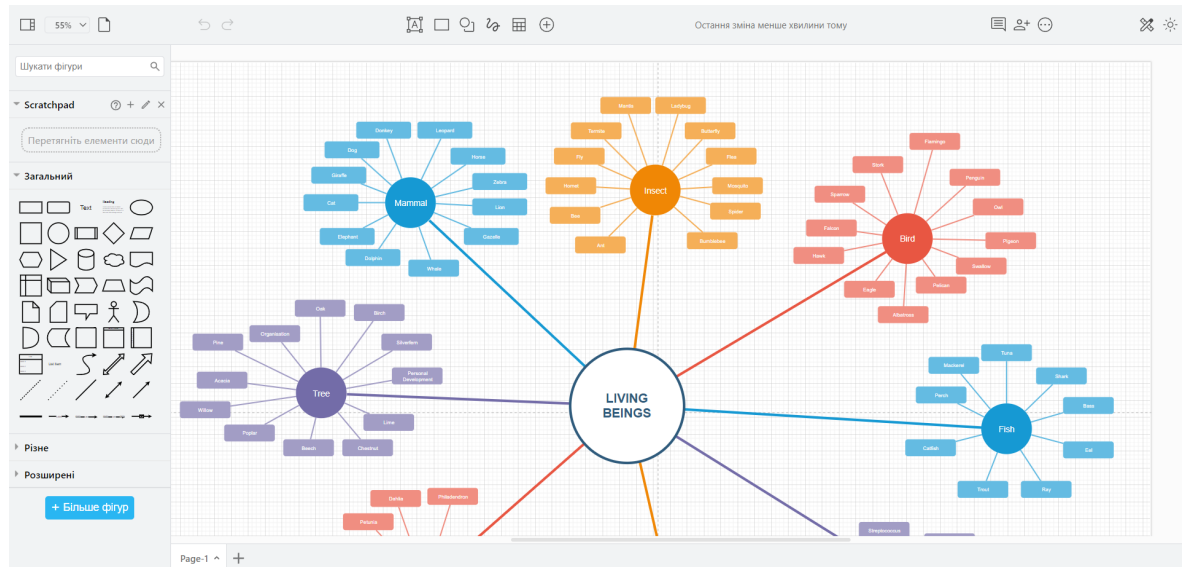 55%
Остання зміна менше хвилини тому
Шукати фігури
Scratchpad
Перетягніть елементи сюди
Загальний
Text
Heading
Різне
Розширені
+ Більше фігур
Page-1
LIVING
BEINGS
Mammal
Donkey
Leopard
Dog
Horse
Giraffe
Zebra
Cat
Lion
Elephant
Gazelle
Dolphin
Whale
Insect
Mantis
Ladybug
Termite
Butterfly
Fly
Flea
Hornet
Mosquito
Bee
Spider
Ant
Bumblebee
Bird
Flamingo
Stork
Penguin
Sparrow
Owl
Falcon
Pigeon
Hawk
Swallow
Eagle
Pelican
Albatross
Tree
Oak
Birch
Organisation
Pine
Silverfern
Acacia
Personal
Development
Willow
Lime
Poplar
Beech
Chestnut
Fish
Tuna
Mackerel
Shark
Perch
Bass
Catfish
Eel
Trout
Ray
Dahlia
Philodendron
Petunia
Streptococcus